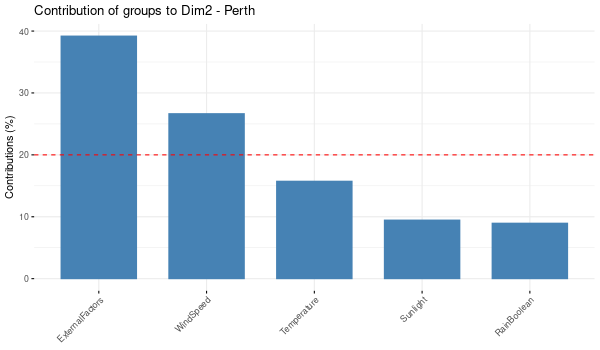 Contribution of groups to Dim2 - Perth
Contributions (%)
40
30
20
10
0
ExternalFactors
WindSpeed
Temperature
Sunlight
RainBoolean